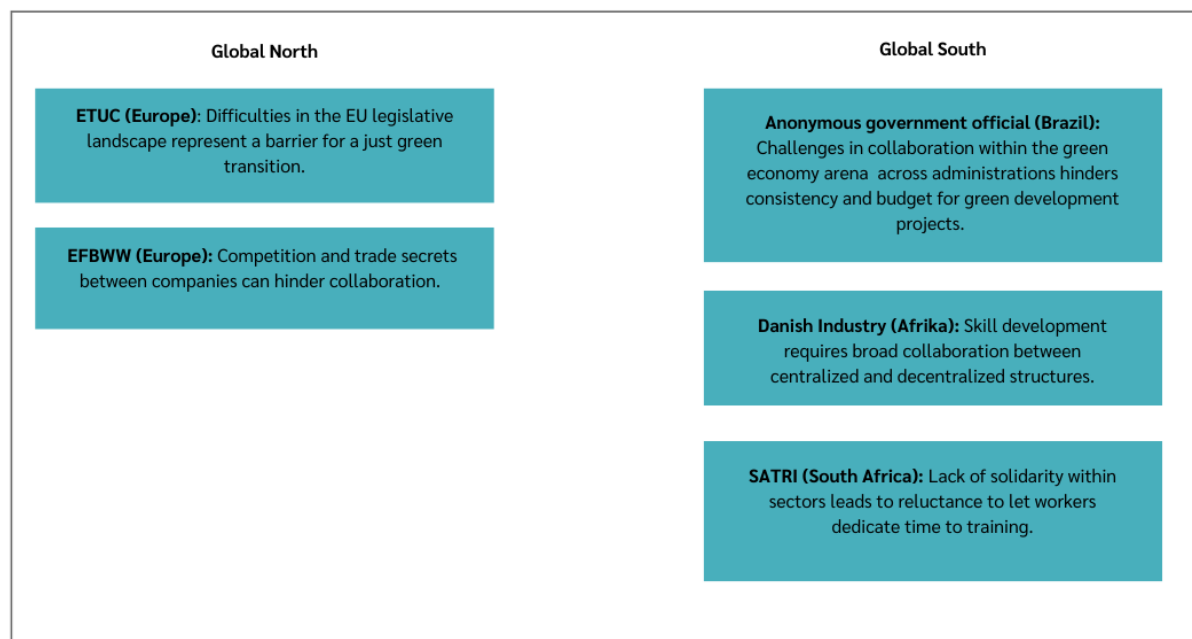 Global North
ETUC (Europe): Difficulties in the EU legislative
landscape represent a barrier for a just green
transition.
EFBWW (Europe): Competition and trade secrets
between companies can hinder collaboration.
Global South
Anonymous government official (Brazil):
Challenges in collaboration within the green
economy arena across administrations hinders
consistency and budget for green development
projects.
Danish Industry (Afrika): Skill development
requires broad collaboration between
centralized and decentralized structures.
SATRI (South Africa): Lack of solidarity within
sectors leads to reluctance to let workers
dedicate time to training.